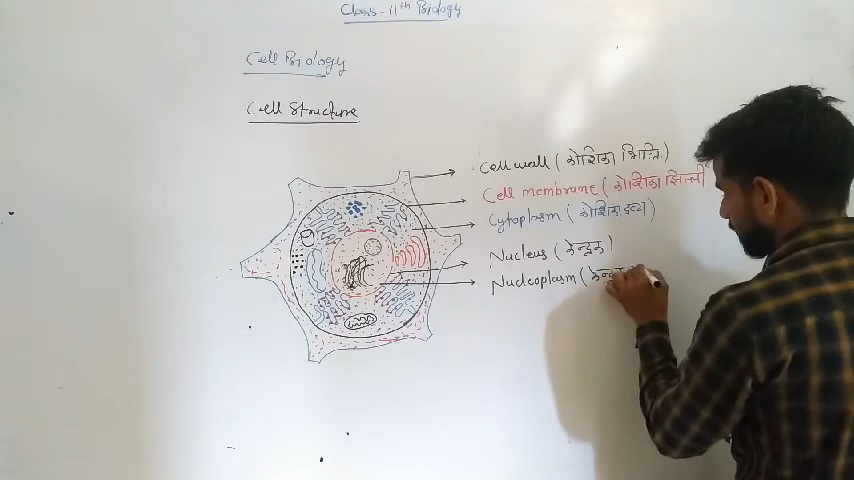 Class-11th Biology
Cell Biology
Cell Structure
Cell wall (कोशिका भित्ति)
Cell membrane (कोशिका झिल्ली
Cytoplasm (कोशिका द्रव्य)
Nucleus (केन्द्रक)
Nucleoplasm (